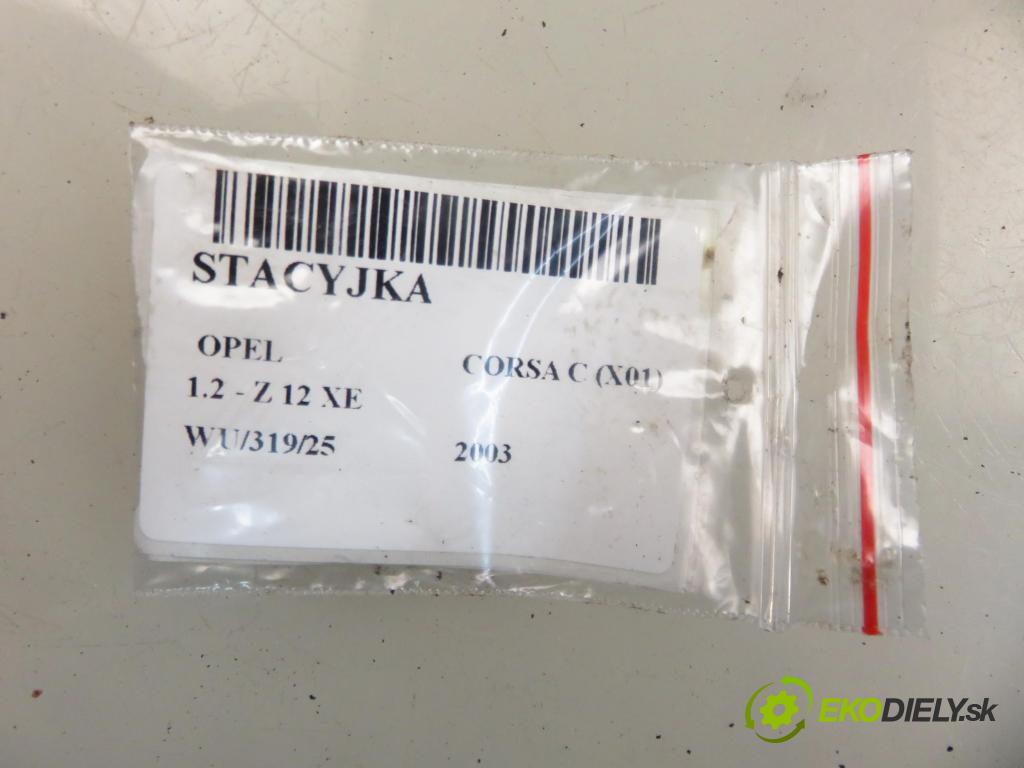 STACYJKA
OPEL CORSA C (X01)
1.2 - Z 12 XE
WU/319/25 2003
EKODIELY.sk